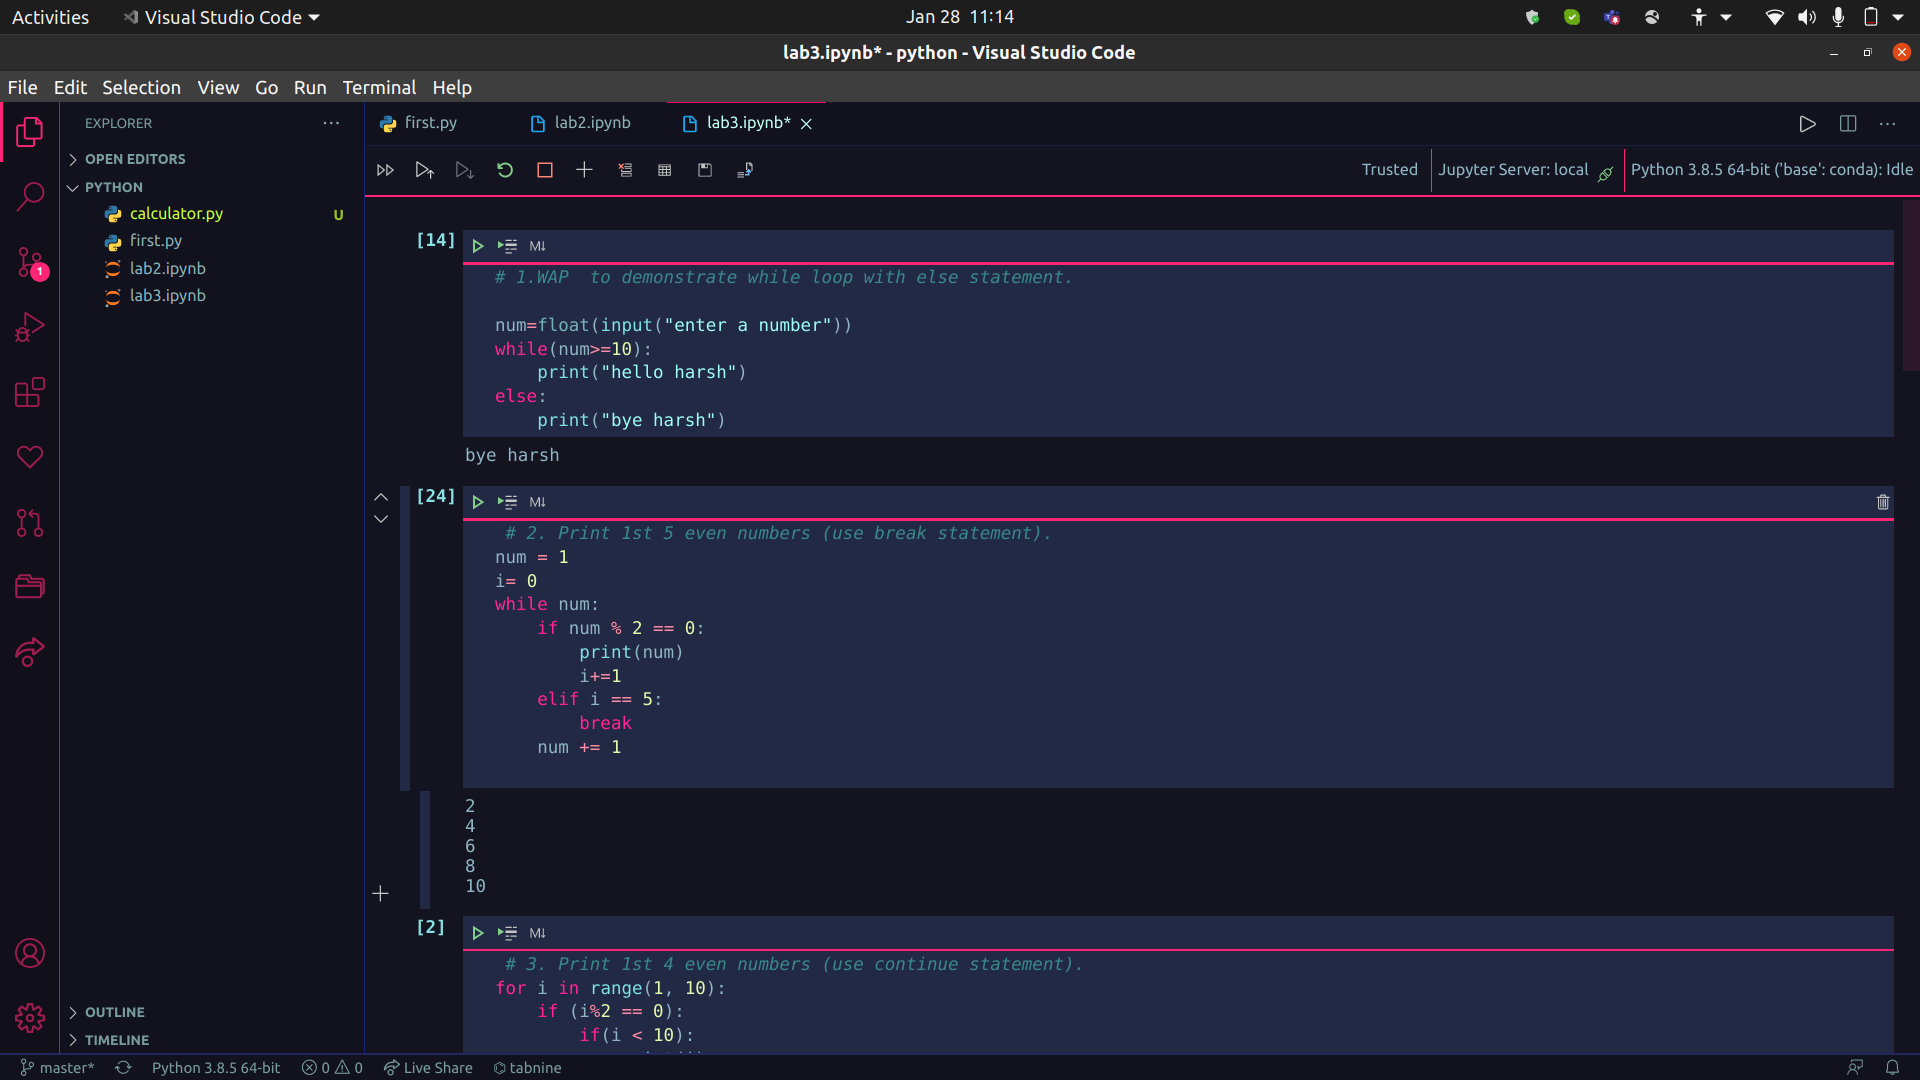 Activities Visual Studio Code Jan 28 11:14
lab3.ipynb* - python - Visual Studio Code
File Edit Selection View Go Run Terminal Help
EXPLORER
OPEN EDITORS
PYTHON
calculator.py U
first.py
lab2.ipynb
lab3.ipynb
1
OUTLINE
TIMELINE
first.py lab2.ipynb lab3.ipynb*
Trusted Jupyter Server: local Python 3.8.5 64-bit ('base': conda): Idle
[14] M↓
# 1.WAP  to demonstrate while loop with else statement.
num=float(input("enter a number"))
while(num>=10):
    print("hello harsh")
else:
    print("bye harsh")
bye harsh
[24] M↓
 # 2. Print 1st 5 even numbers (use break statement).
num = 1
i= 0
while num:
    if num % 2 == 0:
        print(num)
        i+=1
    elif i == 5:
        break
    num += 1
2
4
6
8
10
[2] M↓
 # 3. Print 1st 4 even numbers (use continue statement).
for i in range(1, 10):
    if (i%2 == 0):
        if(i < 10):
master* Python 3.8.5 64-bit 0 0 Live Share tabnine